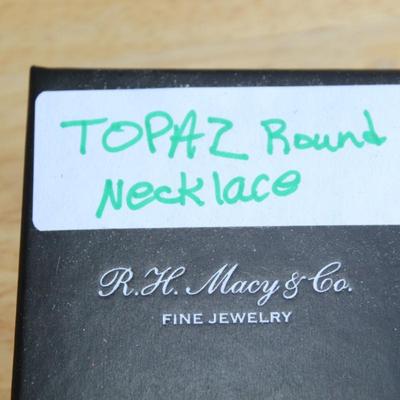 TOPAZ Round
Necklace
R.H. Macy & Co.
FINE JEWELRY